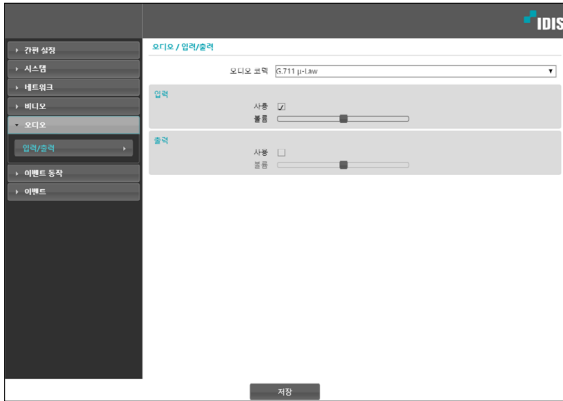 IDIS
간편 설정
시스템
네트워크
비디오
오디오
입력/출력
이벤트 동작
이벤트
오디오 / 입력/출력
오디오 코덱 G.711 μ-Law
입력
사용
볼륨
출력
사용
볼륨
저장